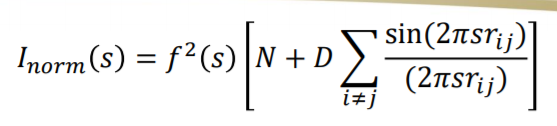 I_{norm}(s) = f^2(s) \left[ N + D \sum_{i \neq j} \frac{\sin(2\pi s r_{ij})}{(2\pi s r_{ij})} \right]